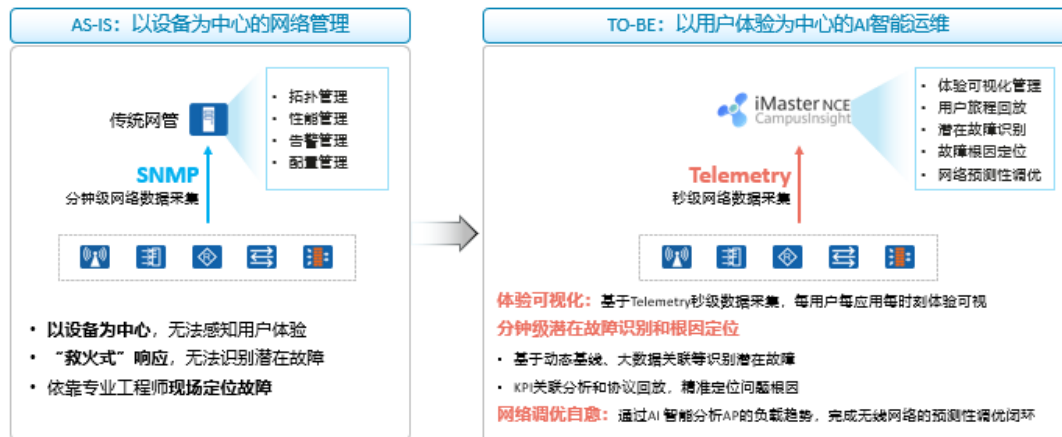 AS-IS：以设备为中心的网络管理
传统网管
SNMP
分钟级网络数据采集
• 拓扑管理
• 性能管理
• 告警管理
• 配置管理
• 以设备为中心，无法感知用户体验
• “救火式”响应，无法识别潜在故障
• 依靠专业工程师现场定位故障
TO-BE：以用户体验为中心的AI智能运维
iMaster NCE
CampusInsight
Telemetry
秒级网络数据采集
• 体验可视化管理
• 用户旅程回放
• 潜在故障识别
• 故障根因定位
• 网络预测性调优
R
R
体验可视化：基于Telemetry秒级数据采集，每用户每应用每时刻体验可视
分钟级潜在故障识别和根因定位
• 基于动态基线、大数据关联等识别潜在故障
• KPI关联分析和协议回放，精准定位问题根因
网络调优自愈：通过AI 智能分析AP的负载趋势，完成无线网络的预测性调优闭环